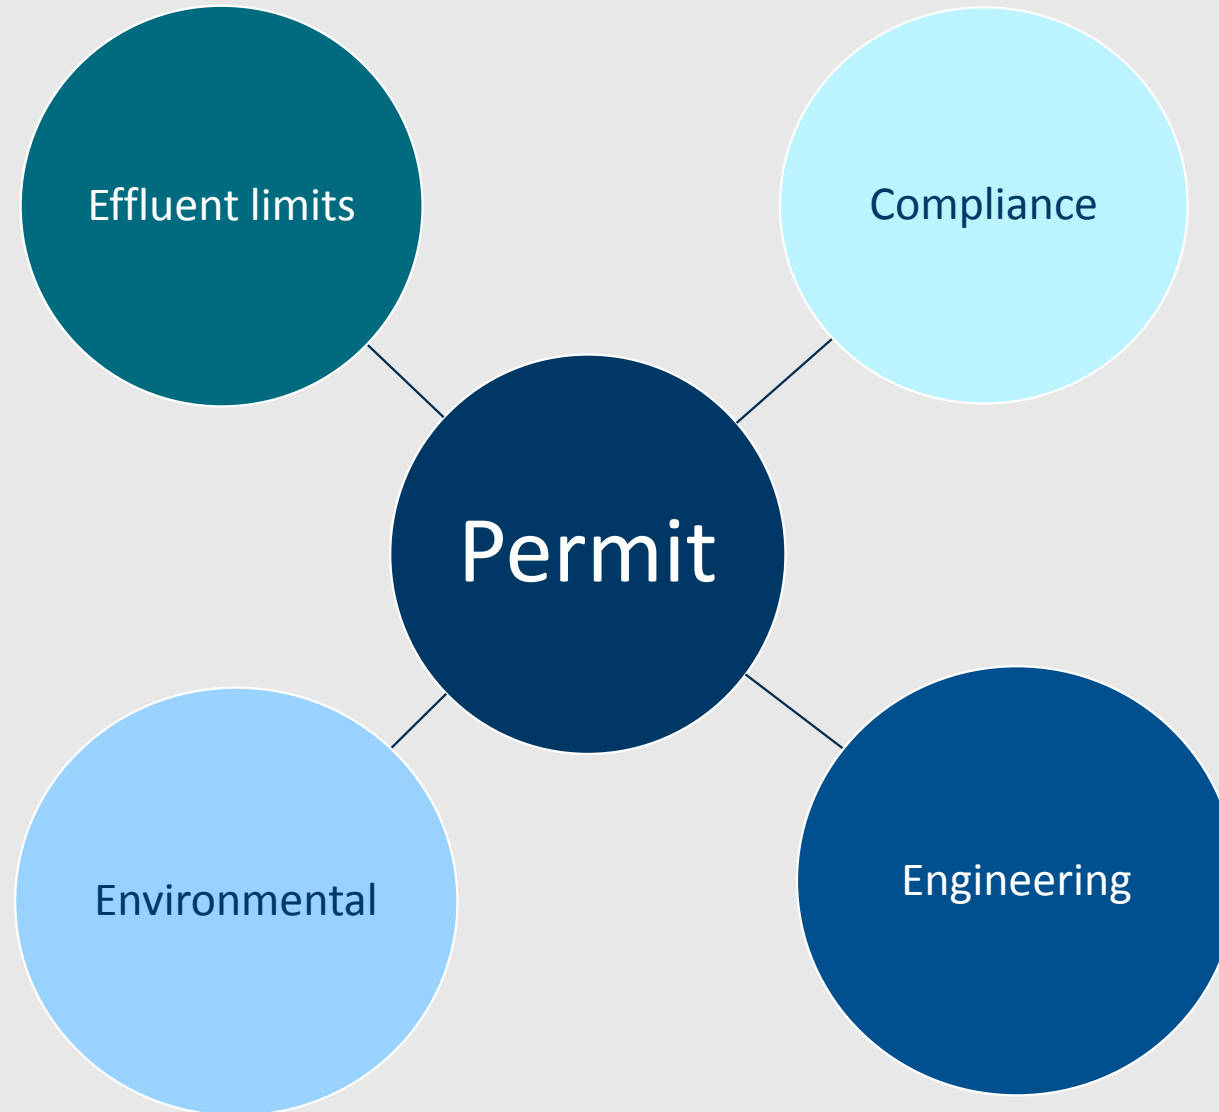 Effluent limits
Compliance
Permit
Environmental
Engineering